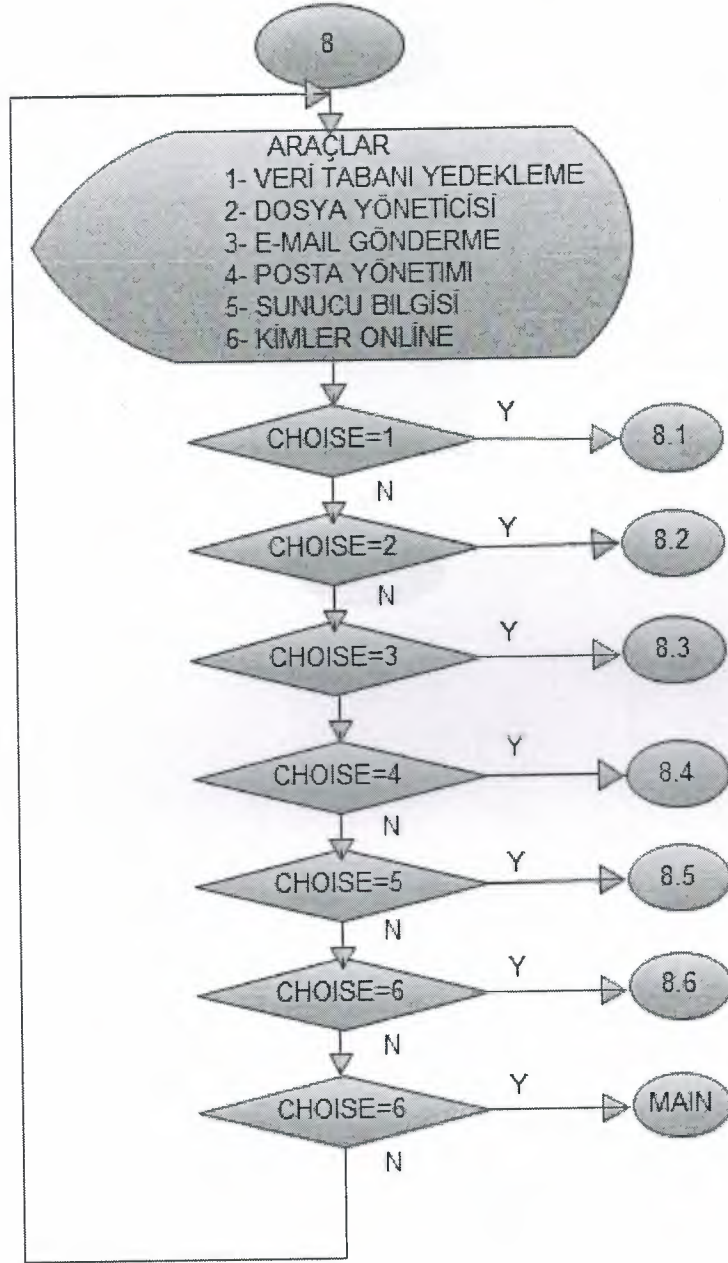 8
ARAÇLAR
1- VERİ TABANI YEDEKLEME
2- DOSYA YÖNETİCİSİ
3- E-MAIL GÖNDERME
4- POSTA YÖNETIMI
5- SUNUCU BILGİSİ
6- KİMLER ONLİNE
CHOISE=1
Y
8.1
N
CHOISE=2
Y
8.2
N
CHOISE=3
Y
8.3
CHOISE=4
Y
8.4
N
CHOISE=5
Y
8.5
N
CHOISE=6
Y
8.6
N
CHOISE=6
Y
MAIN
N